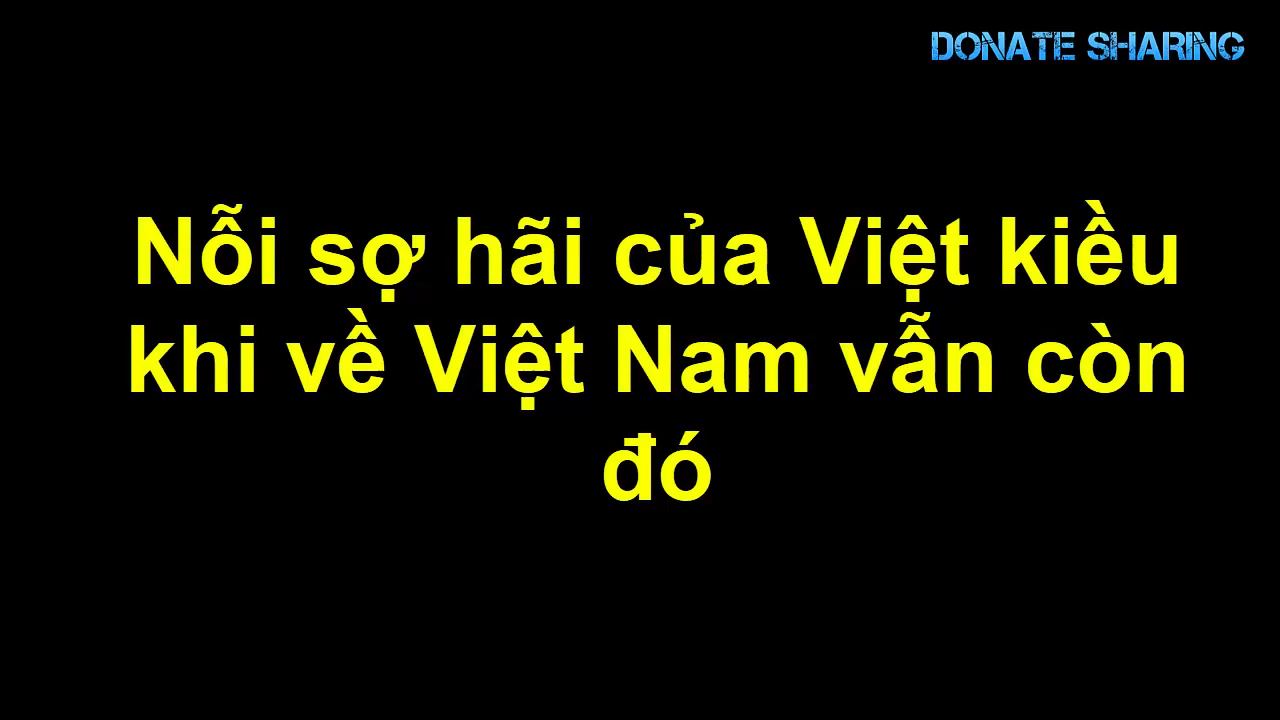 DONATE SHARING
Nỗi sợ hãi của Việt kiều
khi về Việt Nam vẫn còn
đó